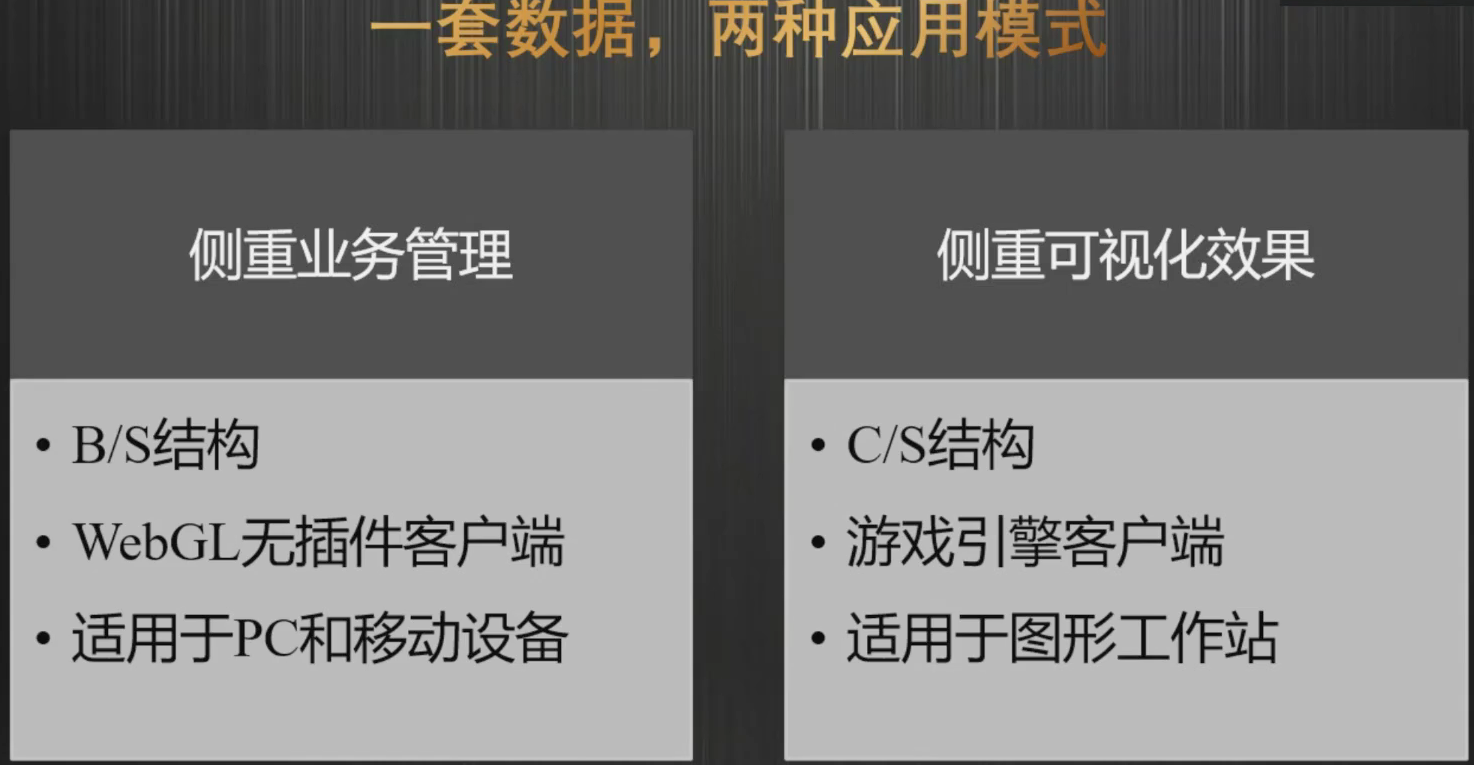 一套数据，两种应用模式
侧重业务管理
• B/S结构
• WebGL无插件客户端
• 适用于PC和移动设备
侧重可视化效果
• C/S结构
• 游戏引擎客户端
• 适用于图形工作站